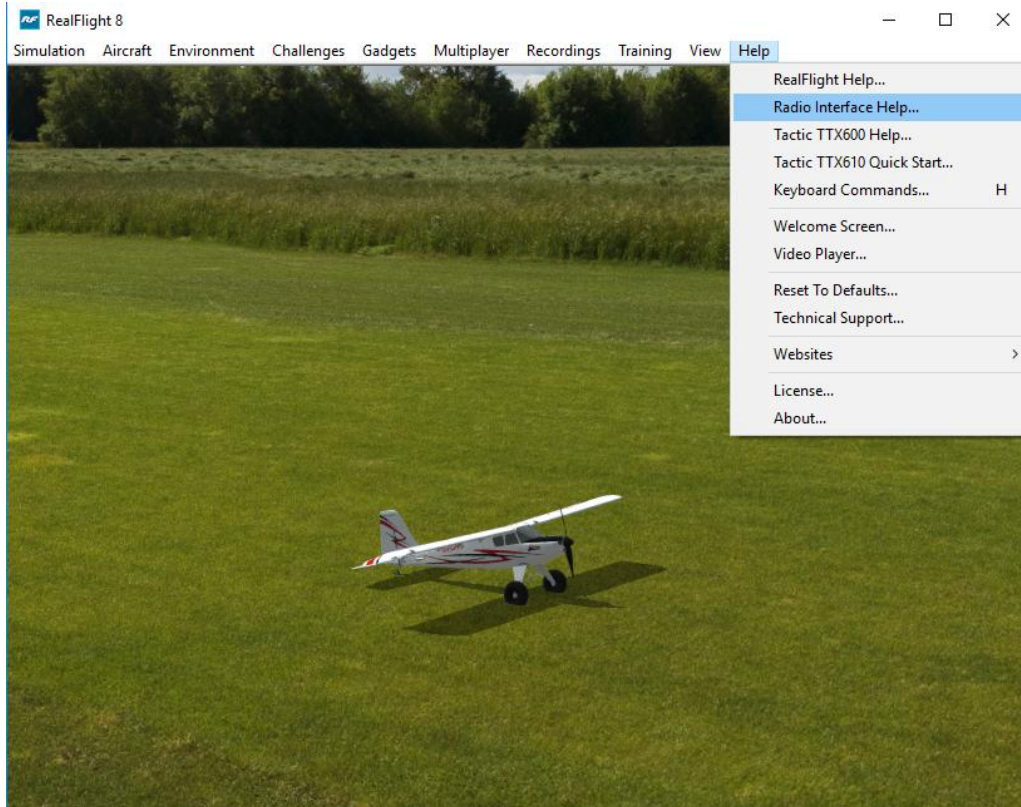 RealFlight 8
Simulation Aircraft Environment Challenges Gadgets Multiplayer Recordings Training View Help
RealFlight Help...
Radio Interface Help...
Tactic TTX600 Help...
Tactic TTX610 Quick Start...
Keyboard Commands... H
Welcome Screen...
Video Player...
Reset To Defaults...
Technical Support...
Websites
License...
About...